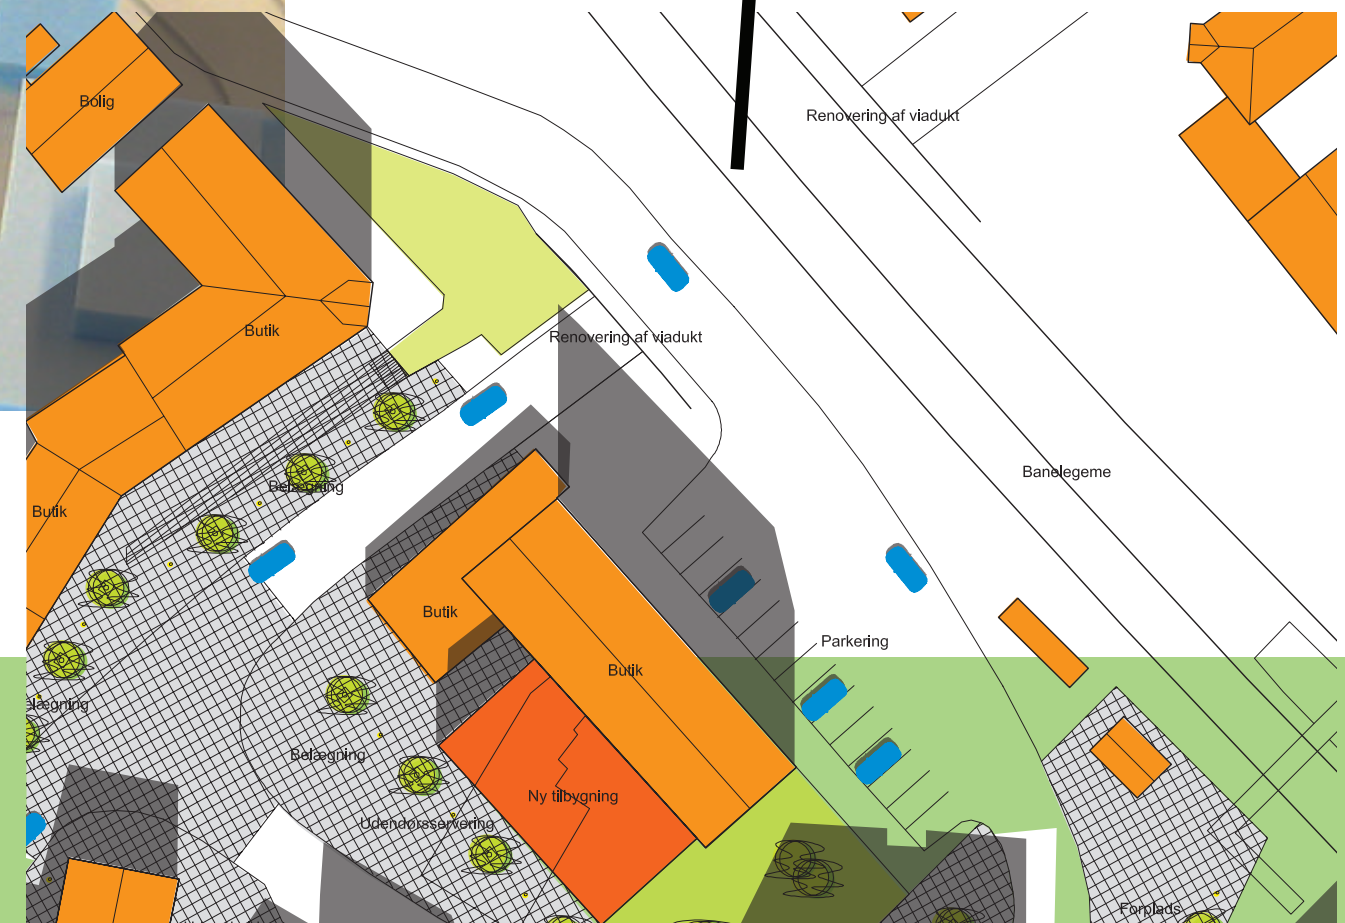 Bolig
Renovering af viadukt
Butik
Renovering af viadukt
Banelegeme
Belægning
Butik
Butik
Parkering
Butik
elægning
Belægning
Ny tilbygning
Udendørsservering
Forplads